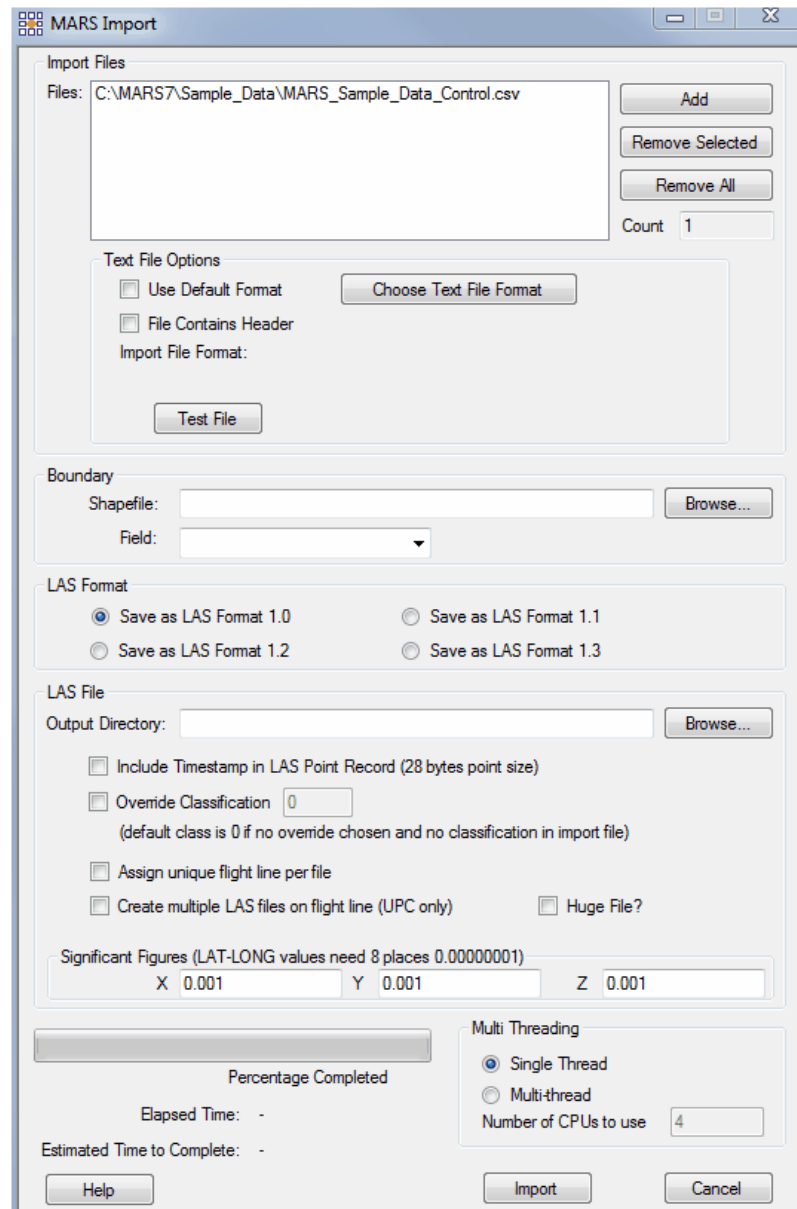 MARS Import
Import Files
Files: C:\MARS7\Sample_Data\MARS_Sample_Data_Control.csv
Add
Remove Selected
Remove All
Count 1
Text File Options
Use Default Format Choose Text File Format
File Contains Header
Import File Format:
Test File
Boundary
Shapefile: Browse...
Field:
LAS Format
Save as LAS Format 1.0 Save as LAS Format 1.1
Save as LAS Format 1.2 Save as LAS Format 1.3
LAS File
Output Directory: Browse...
Include Timestamp in LAS Point Record (28 bytes point size)
Override Classification 0
(default class is 0 if no override chosen and no classification in import file)
Assign unique flight line per file
Create multiple LAS files on flight line (UPC only) Huge File?
Significant Figures (LAT-LONG values need 8 places 0.00000001)
X 0.001 Y 0.001 Z 0.001
Multi Threading
Single Thread
Percentage Completed
Multi-thread
Elapsed Time: -
Number of CPUs to use 4
Estimated Time to Complete: -
Help Import Cancel